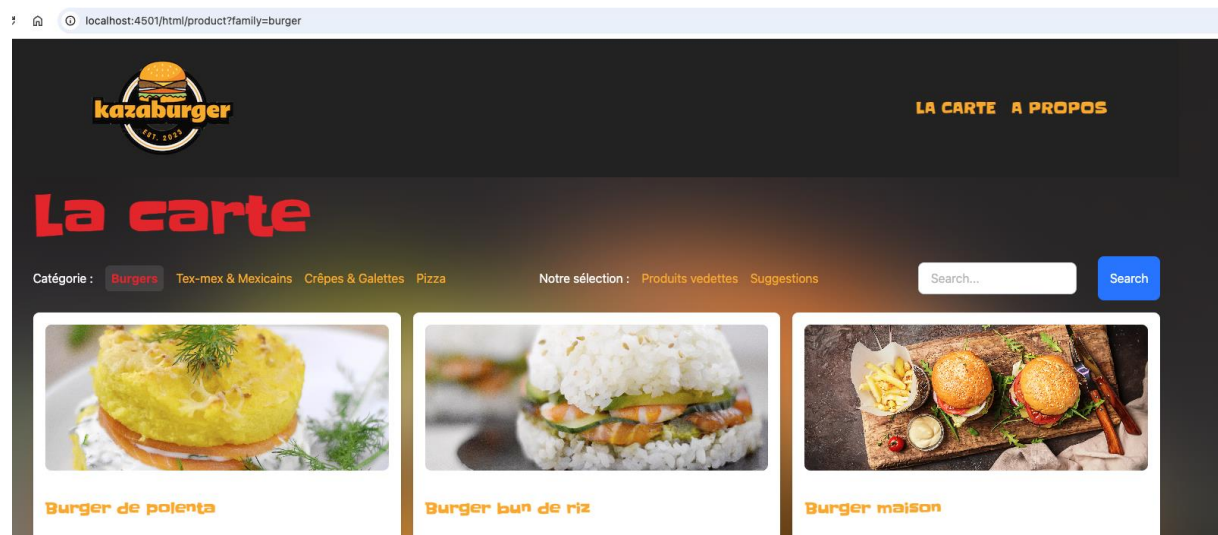 localhost:4501/html/product?family=burger
kazaburger
EST. 2023
LA CARTE A PROPOS
La carte
Catégorie : Burgers Tex-mex & Mexicains Crêpes & Galettes Pizza Notre sélection : Produits vedettes Suggestions Search... Search
Burger de polenta Burger bun de riz Burger maison